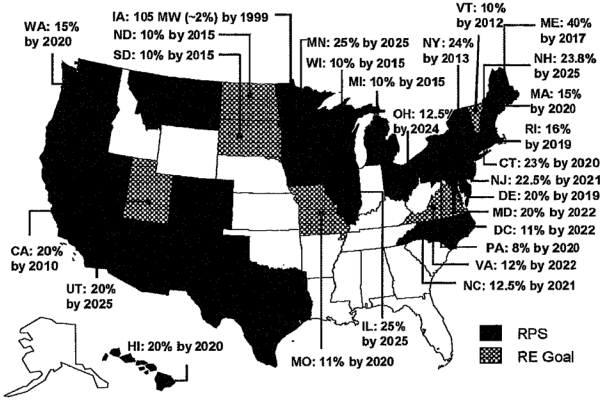 IA: 105 MW (~2%) by 1999
ND: 10% by 2015
SD: 10% by 2015
WA: 15%
by 2020
MN: 25% by 2025
WI: 10% by 2015
MI: 10% by 2015
OH: 12.5%
by 2024
NY: 24%
by 2013
VT: 10%
by 2012
ME: 40%
by 2017
NH: 23.8%
by 2025
MA: 15%
by 2020
RI: 16%
by 2019
CT: 23% by 2020
NJ: 22.5% by 2021
DE: 20% by 2019
MD: 20% by 2022
DC: 11% by 2022
PA: 8% by 2020
VA: 12% by 2022
NC: 12.5% by 2021
CA: 20%
by 2010
UT: 20%
by 2025
HI: 20% by 2020
MO: 11% by 2020
IL: 25%
by 2025
RPS
RE Goal